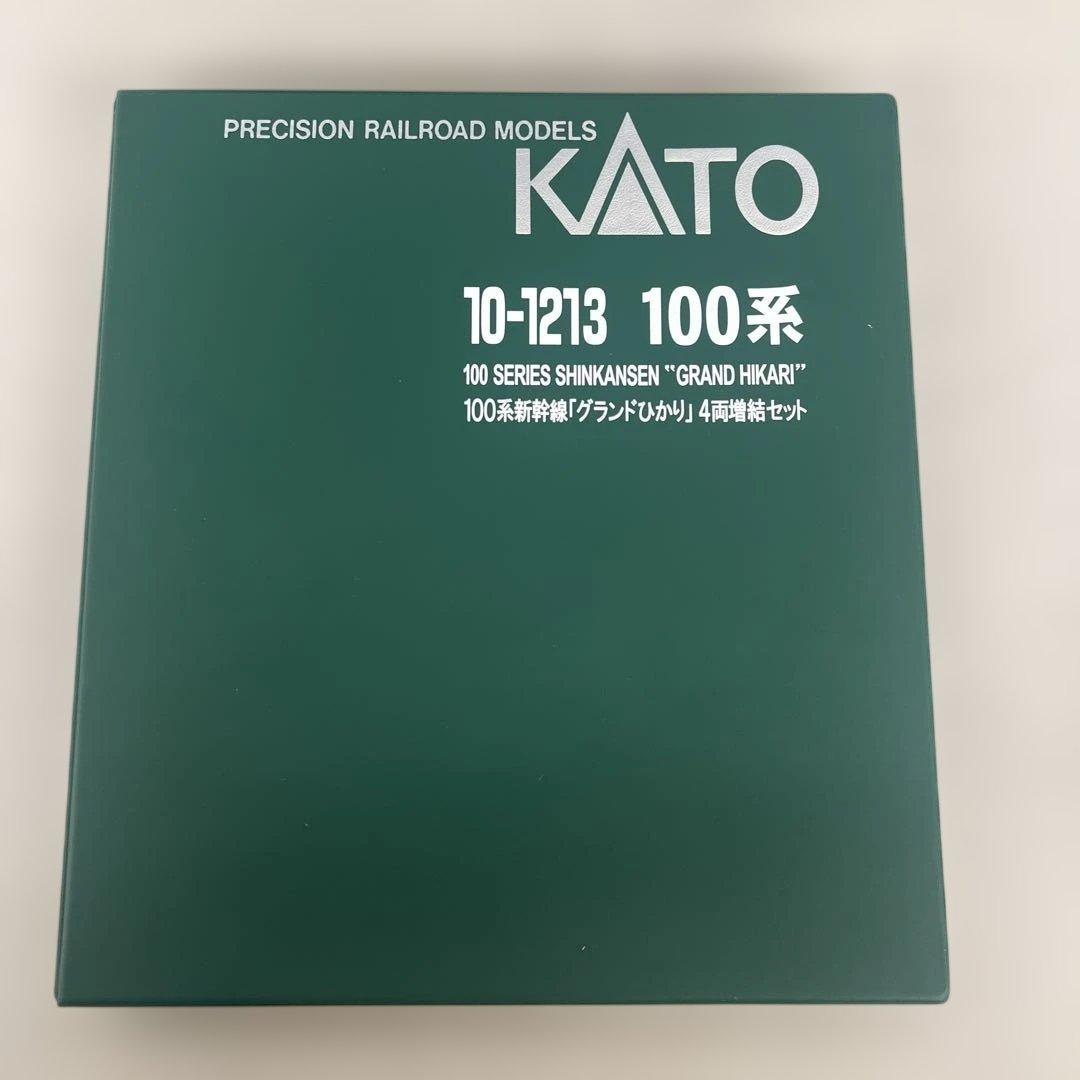 PRECISION RAILROAD MODELS
KATO
10-1213 100系
100 SERIES SHINKANSEN "GRAND HIKARI"
100系新幹線「グランドひかり」4両増結セット